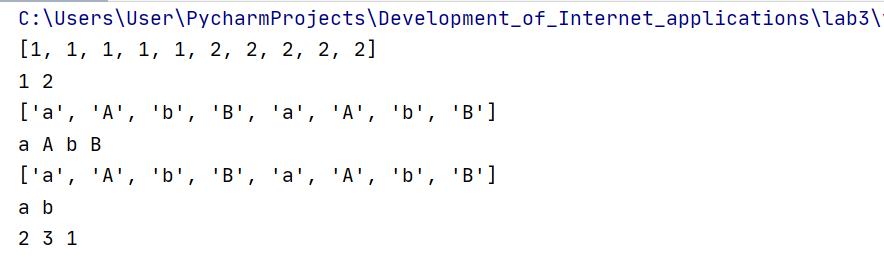 C:\Users\User\PycharmProjects\Development_of_Internet_applications\lab3\
[1, 1, 1, 1, 1, 2, 2, 2, 2, 2]
1 2
['a', 'A', 'b', 'B', 'a', 'A', 'b', 'B']
a A b B
['a', 'A', 'b', 'B', 'a', 'A', 'b', 'B']
a b
2 3 1